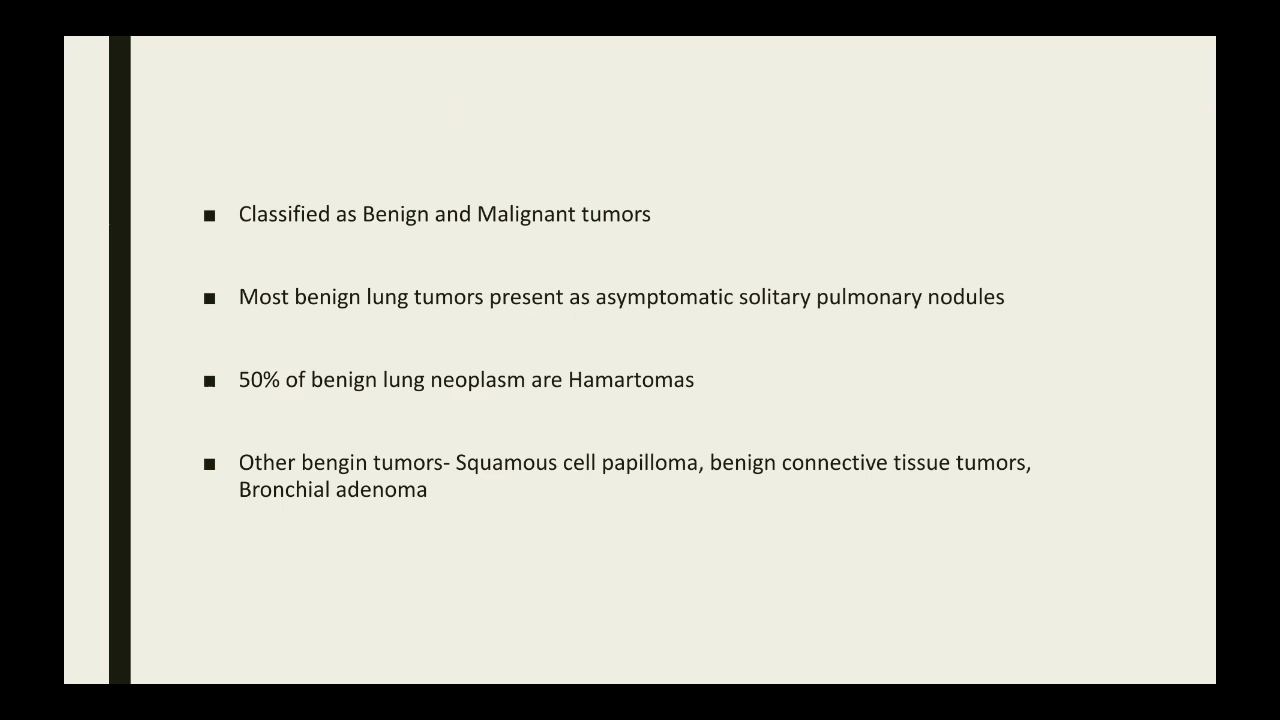 ■ Classified as Benign and Malignant tumors
■ Most benign lung tumors present as asymptomatic solitary pulmonary nodules
■ 50% of benign lung neoplasm are Hamartomas
■ Other bengin tumors- Squamous cell papilloma, benign connective tissue tumors,
Bronchial adenoma